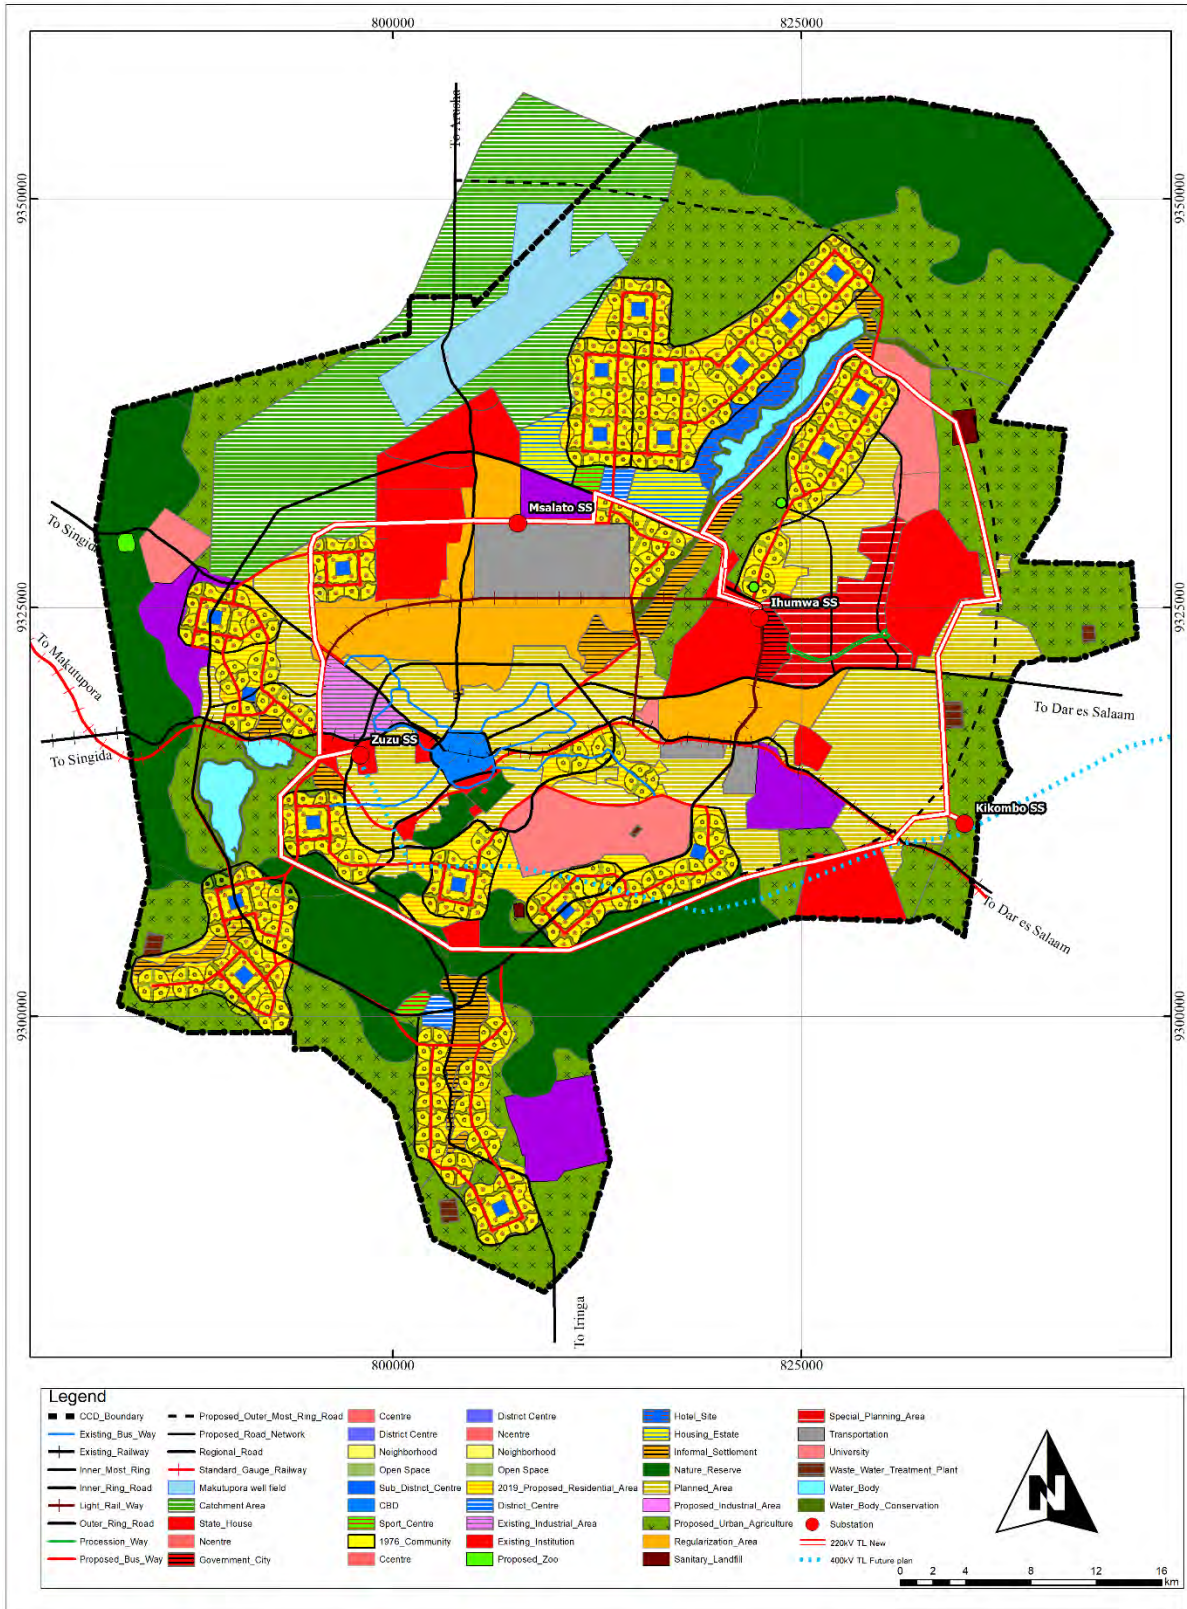 800000
825000
To Arusha
9350000
9350000
Msalato SS
To Singida
Ihumwa SS
9325000
9325000
To Makutupora
To Dar es Salaam
Zuzu SS
To Singida
Kikombo SS
To Dar es Salaam
9300000
9300000
To Iringa
800000
825000
Legend
CCD_Boundary
Existing_Bus_Way
Existing_Railway
Inner_Most_Ring
Inner_Ring_Road
Light_Rail_Way
Outer_Ring_Road
Procession_Way
Proposed_Bus_Way
Proposed_Outer_Most_Ring_Road
Proposed_Road_Network
Regional_Road
Standard_Gauge_Railway
Makutupora well field
Catchment Area
State_House
Ncentre
Government_City
Ccentre
District Centre
Neighborhood
Open Space
Sub_District_Centre
CBD
Sport_Centre
1976_Community
Ccentre
District Centre
Ncentre
Neighborhood
Open Space
2019_Proposed_Residential_Area
District_Centre
Existing_Industrial_Area
Existing_Institution
Proposed_Zoo
Hotel_Site
Housing_Estate
Informal_Settlement
Nature_Reserve
Planned_Area
Proposed_Industrial_Area
Proposed_Urban_Agriculture
Regularization_Area
Sanitary_Landfill
Special_Planning_Area
Transportation
University
Waste_Water_Treatment_Plant
Water_Body
Water_Body_Conservation
Substation
220kV TL New
400kV TL Future plan
N
0 2 4 8 12 16
km